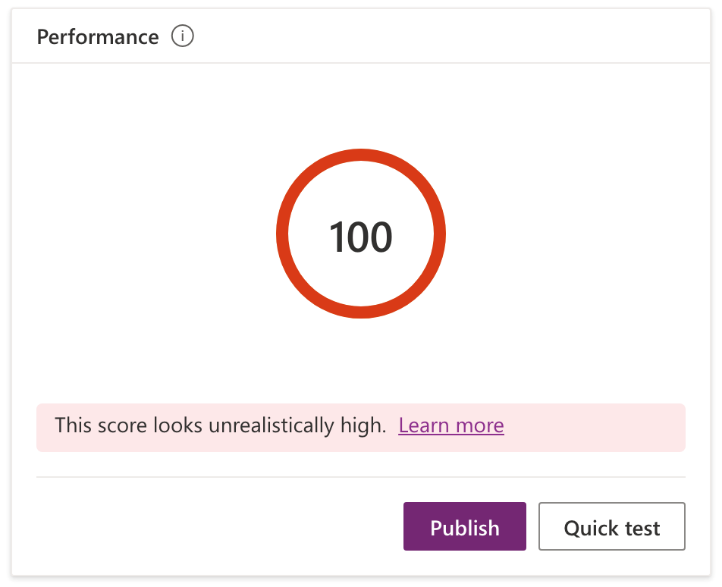 Performance
100
This score looks unrealistically high. Learn more
Publish Quick test